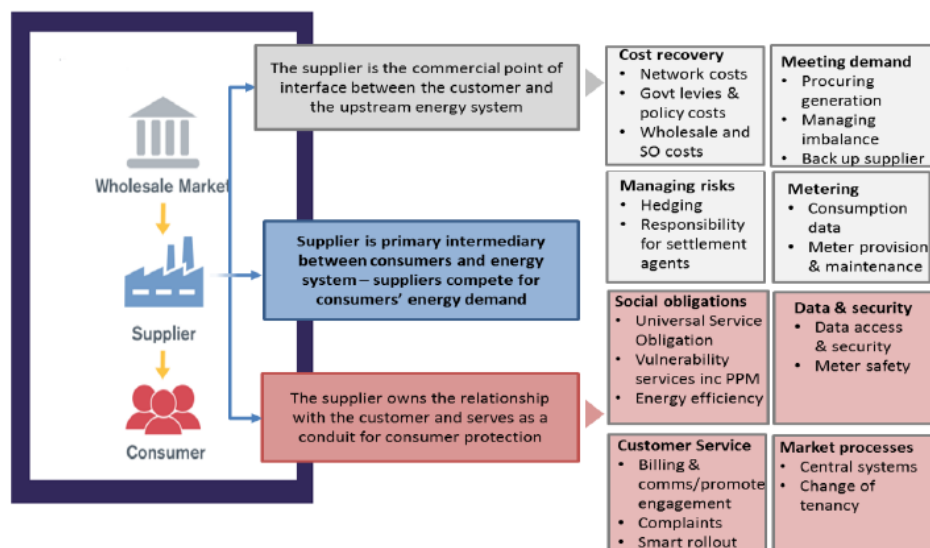 Wholesale Market
Supplier
Consumer
The supplier is the commercial point of
interface between the customer and
the upstream energy system
Supplier is primary intermediary
between consumers and energy
system – suppliers compete for
consumers' energy demand
The supplier owns the relationship
with the customer and serves as a
conduit for consumer protection
Cost recovery
• Network costs
• Govt levies &
policy costs
• Wholesale and
SO costs
Meeting demand
• Procuring
generation
• Managing
imbalance
• Back up supplier
Managing risks
• Hedging
• Responsibility
for settlement
agents
Metering
• Consumption
data
• Meter provision
& maintenance
Social obligations
• Universal Service
Obligation
• Vulnerability
services inc PPM
• Energy efficiency
Data & security
• Data access
& security
• Meter safety
Customer Service
• Billing &
comms/promote
engagement
• Complaints
• Smart rollout
Market processes
• Central systems
• Change of
tenancy